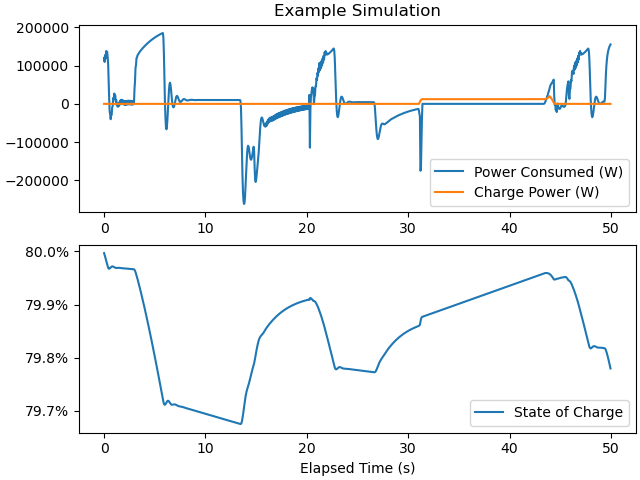 Example Simulation
200000
100000
0
−100000
−200000
Power Consumed (W)
Charge Power (W)
0 10 20 30 40 50
80.0%
79.9%
79.8%
79.7%
State of Charge
0 10 20 30 40 50
Elapsed Time (s)